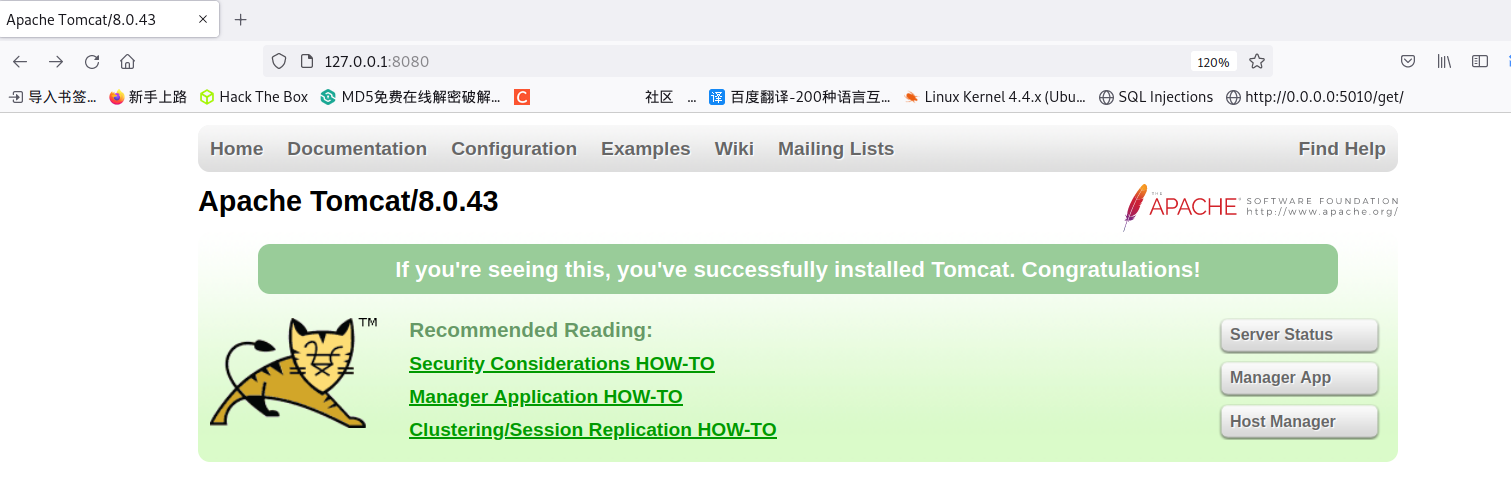 Apache Tomcat/8.0.43
127.0.0.1:8080 120%
导入书签... 新手上路 Hack The Box MD5免费在线解密破解... C 社区 ... 译 百度翻译-200种语言互... Linux Kernel 4.4.x (Ubu... SQL Injections http://0.0.0.0:5010/get/
Home Documentation Configuration Examples Wiki Mailing Lists Find Help
Apache Tomcat/8.0.43
THE APACHE® SOFTWARE FOUNDATION
http://www.apache.org/
If you're seeing this, you've successfully installed Tomcat. Congratulations!
TM
Recommended Reading:
Security Considerations HOW-TO
Manager Application HOW-TO
Clustering/Session Replication HOW-TO
Server Status
Manager App
Host Manager